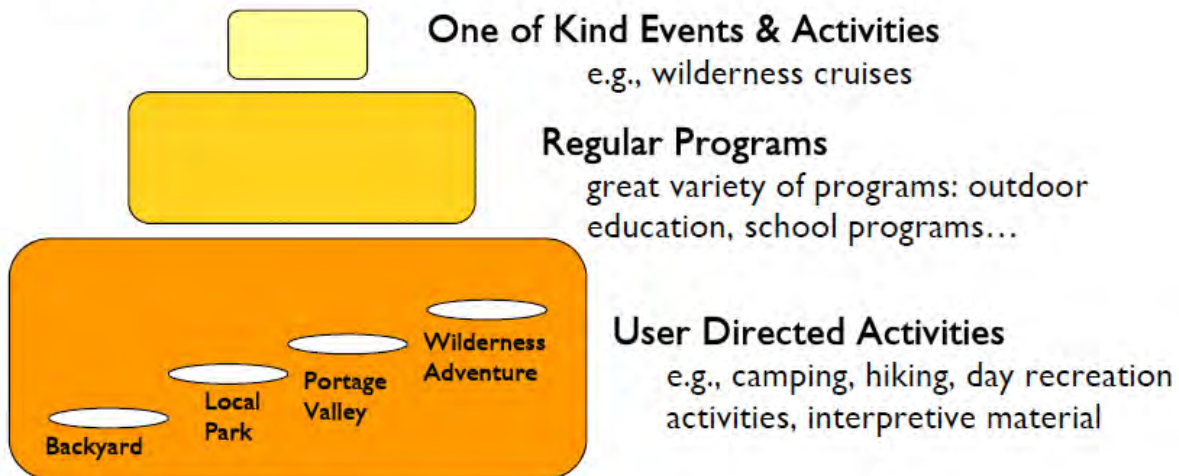 One of Kind Events & Activities
e.g., wilderness cruises
Regular Programs
great variety of programs: outdoor
education, school programs…
User Directed Activities
e.g., camping, hiking, day recreation
activities, interpretive material
Wilderness
Adventure
Portage
Valley
Local
Park
Backyard